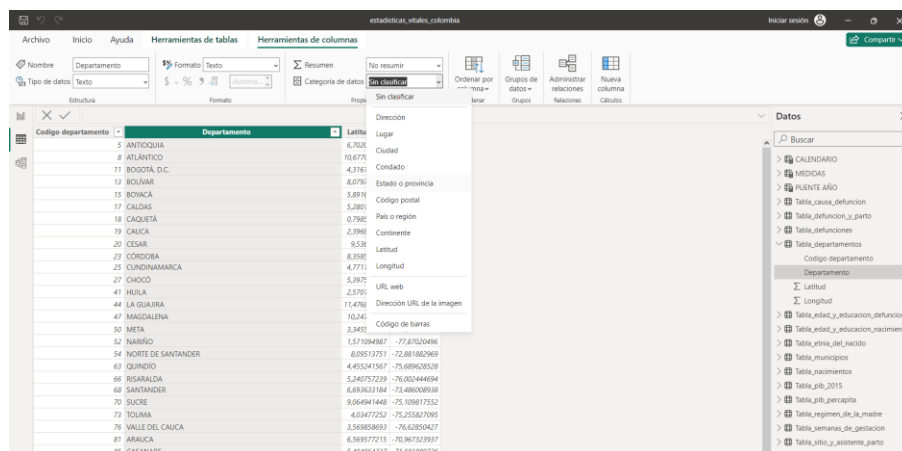 estadisticas_vitales_colombia
Iniciar sesión
Archivo Inicio Ayuda Herramientas de tablas Herramientas de columnas
Compartir
Nombre Departamento
Formato Texto
Resumen No resumir
Tipo de datos Texto
$ % 9
Categoría de datos Sin clasificar
Ordenar por
Grupos de datos
Administrar relaciones
Nueva columna
Estructura Formato Grupos Relaciones Cálculos
Sin clasificar
Dirección
Lugar
Ciudad
Condado
Estado o provincia
Código postal
País o región
Continente
Latitud
Longitud
URL web
Dirección URL de la imagen
Código de barras
Codigo departamento Departamento
5 ANTIOQUIA
8 ATLÁNTICO
11 BOGOTÁ, D.C.
13 BOLÍVAR
15 BOYACÁ
17 CALDAS
18 CAQUETÁ
19 CAUCA
20 CESAR
23 CÓRDOBA
25 CUNDINAMARCA
27 CHOCÓ
41 HUILA
44 LA GUAJIRA
47 MAGDALENA
50 META
52 NARIÑO 1,571094987 -77,87020496
54 NORTE DE SANTANDER 8,09513751 -72,881882969
63 QUINDÍO 4,455241567 -75,689628528
66 RISARALDA 5,240757239 -76,002444694
68 SANTANDER 6,693633184 -73,486008938
70 SUCRE 9,064941448 -75,109817552
73 TOLIMA 4,03477252 -75,255827095
76 VALLE DEL CAUCA 3,569858693 -76,62850427
81 ARAUCA 6,569577215 -70,967323937
Datos
Buscar
CALENDARIO
MEDIDAS
PUENTE AÑO
Tabla_causa_defuncion
Tabla_defuncion_y_parto
Tabla_defunciones
Tabla_departamentos
Codigo departamento
Departamento
Latitud
Longitud
Tabla_edad_y_educacion_defuncio
Tabla_edad_y_educacion_nacimien
Tabla_etnia_del_nacido
Tabla_municipios
Tabla_nacimientos
Tabla_pib_2015
Tabla_pib_percapita
Tabla_regimen_de_la_madre
Tabla_semanas_de_gestacion
Tabla_sitio_y_asistente_parto